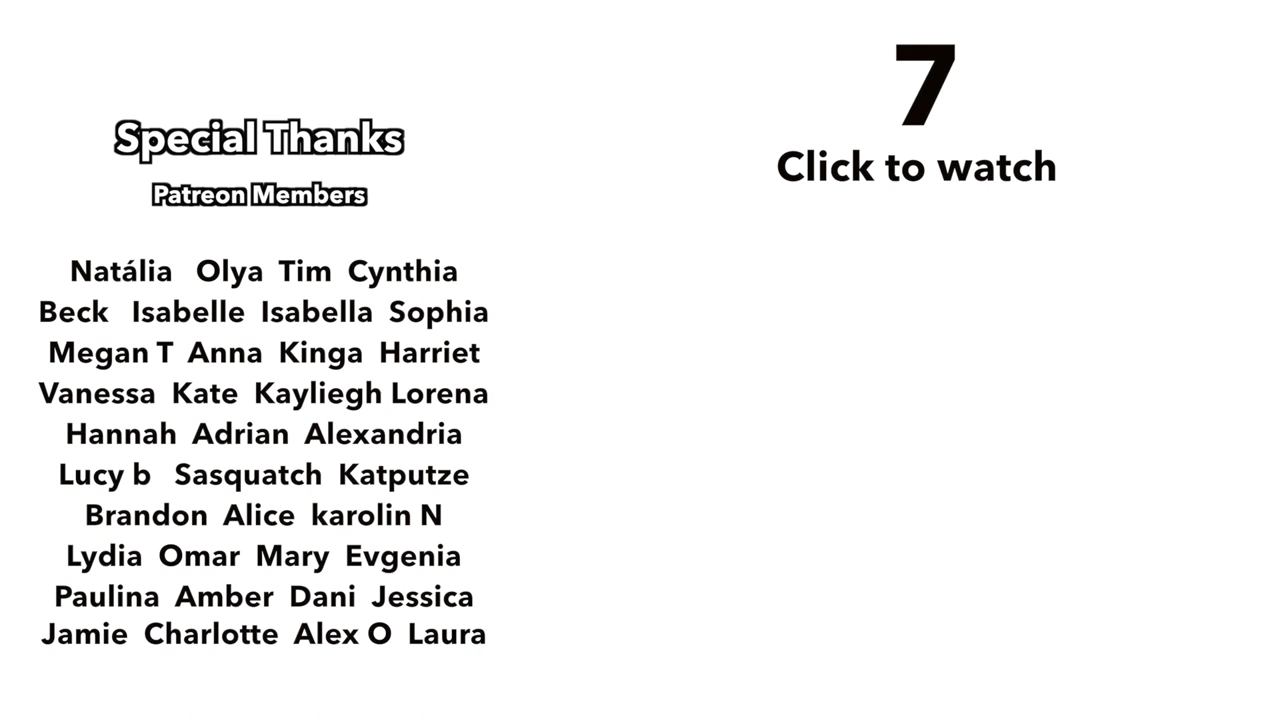 Special Thanks
Patreon Members
Natália Olya Tim Cynthia
Beck Isabelle Isabella Sophia
Megan T Anna Kinga Harriet
Vanessa Kate Kayliegh Lorena
Hannah Adrian Alexandria
Lucy b Sasquatch Katputze
Brandon Alice karolin N
Lydia Omar Mary Evgenia
Paulina Amber Dani Jessica
Jamie Charlotte Alex O Laura
7
Click to watch